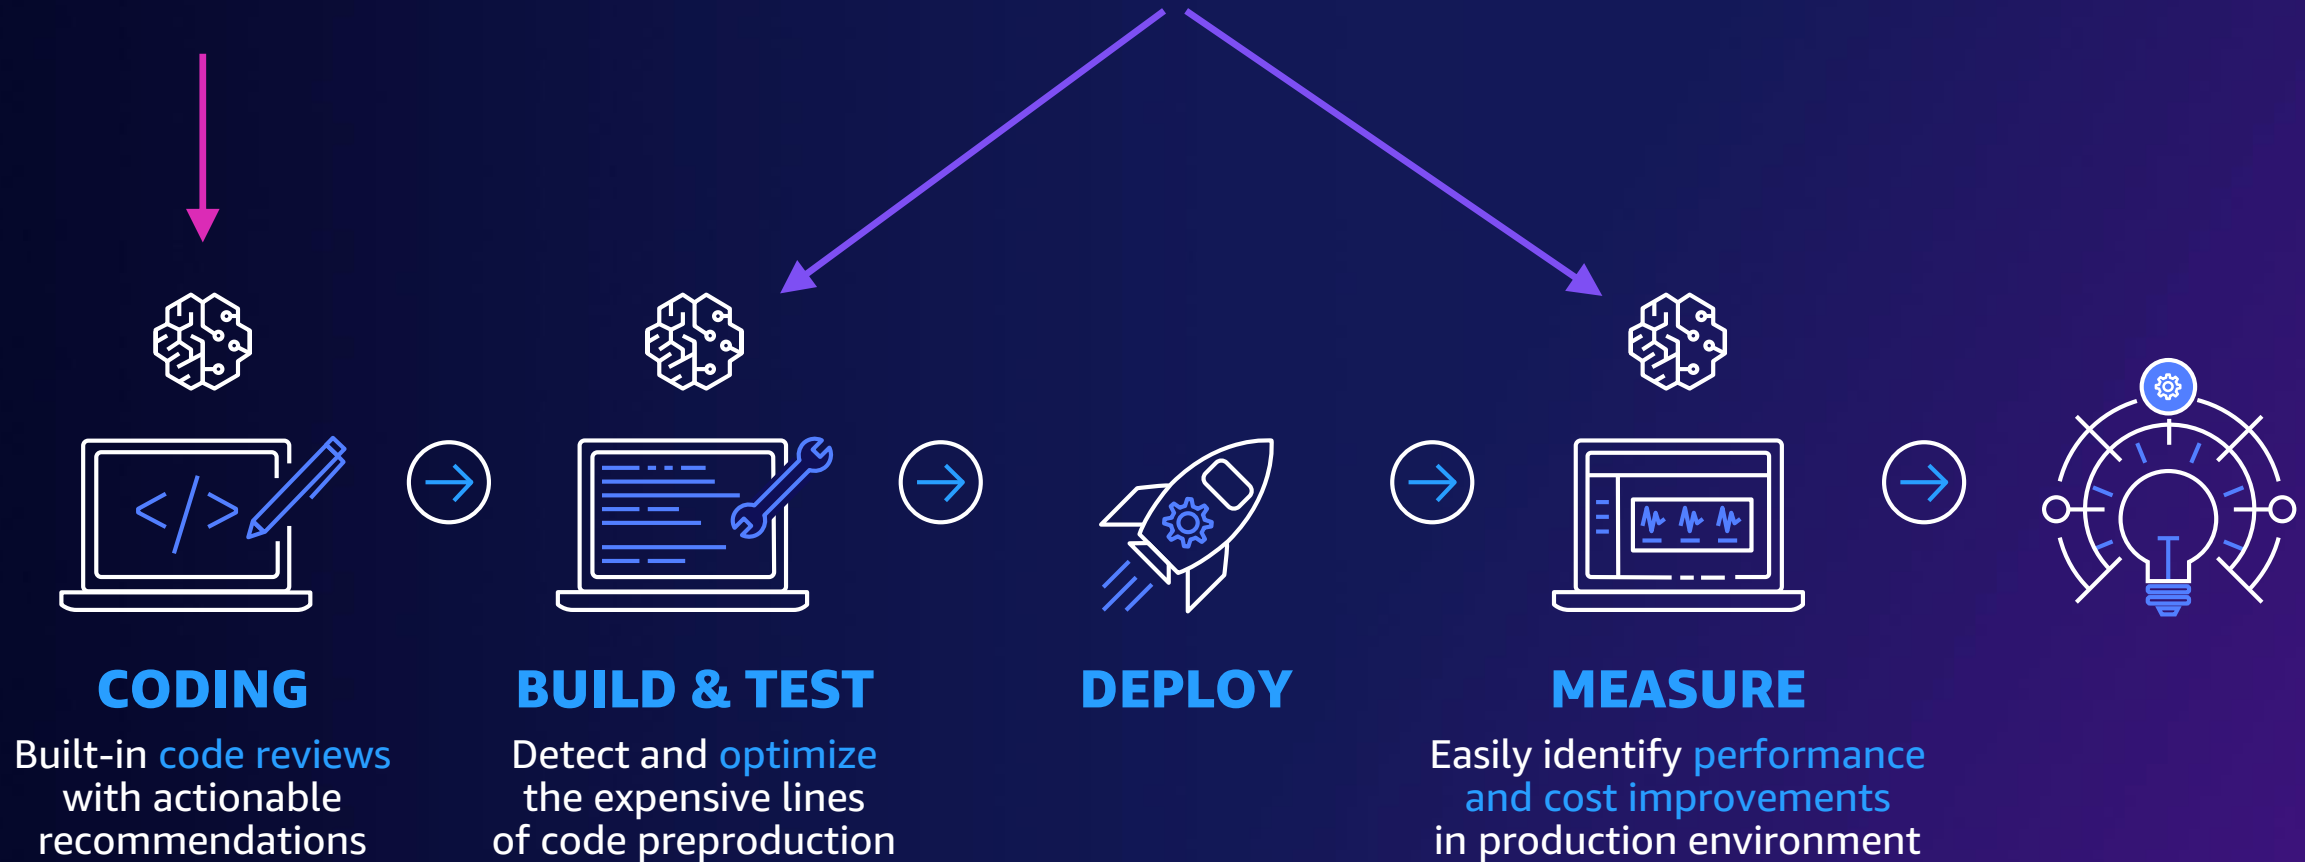 CODING
Built-in code reviews
with actionable
recommendations
BUILD & TEST
Detect and optimize
the expensive lines
of code preproduction
DEPLOY
MEASURE
Easily identify performance
and cost improvements
in production environment